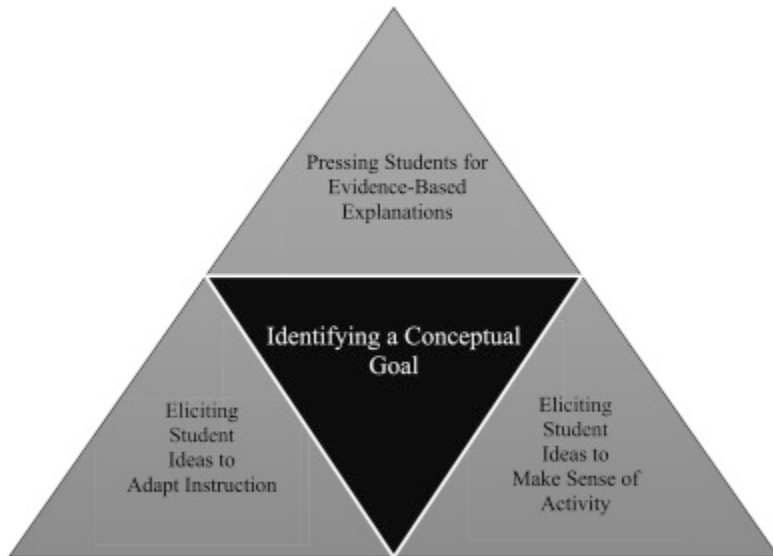 Pressing Students for
Evidence-Based
Explanations
Identifying a Conceptual
Goal
Eliciting
Student
Ideas to
Adapt Instruction
Eliciting
Student
Ideas to
Make Sense of
Activity